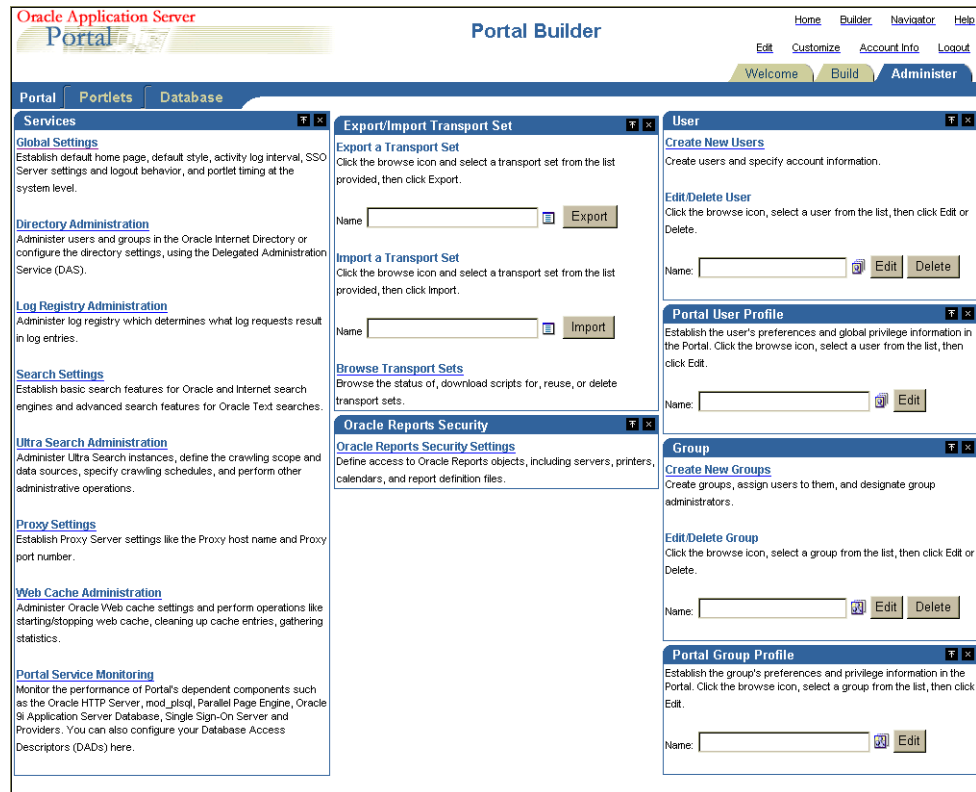 Oracle Application Server
Portal
Portal Builder
Home Builder Navigator Help
Edit Customize Account Info Logout
Welcome Build Administer
Portal Portlets Database
Services
Global Settings
Establish default home page, default style, activity log interval, SSO
Server settings and logout behavior, and portlet timing at the
system level.
Directory Administration
Administer users and groups in the Oracle Internet Directory or
configure the directory settings, using the Delegated Administration
Service (DAS).
Log Registry Administration
Administer log registry which determines what log requests result
in log entries.
Search Settings
Establish basic search features for Oracle and Internet search
engines and advanced search features for Oracle Text searches.
Ultra Search Administration
Administer Ultra Search instances, define the crawling scope and
data sources, specify crawling schedules, and perform other
administrative operations.
Proxy Settings
Establish Proxy Server settings like the Proxy host name and Proxy
port number.
Web Cache Administration
Administer Oracle Web cache settings and perform operations like
starting/stopping web cache, cleaning up cache entries, gathering
statistics.
Portal Service Monitoring
Monitor the performance of Portal's dependent components such
as the Oracle HTTP Server, mod_plsql, Parallel Page Engine, Oracle
9i Application Server Database, Single Sign-On Server and
Providers. You can also configure your Database Access
Descriptors (DADs) here.
Export/Import Transport Set
Export a Transport Set
Click the browse icon and select a transport set from the list
provided, then click Export.
Name Export
Import a Transport Set
Click the browse icon and select a transport set from the list
provided, then click Import.
Name Import
Browse Transport Sets
Browse the status of, download scripts for, reuse, or delete
transport sets.
Oracle Reports Security
Oracle Reports Security Settings
Define access to Oracle Reports objects, including servers, printers,
calendars, and report definition files.
User
Create New Users
Create users and specify account information.
Edit/Delete User
Click the browse icon, select a user from the list, then click Edit or
Delete.
Name: Edit Delete
Portal User Profile
Establish the user's preferences and global privilege information in
the Portal. Click the browse icon, select a user from the list, then
click Edit.
Name: Edit
Group
Create New Groups
Create groups, assign users to them, and designate group
administrators.
Edit/Delete Group
Click the browse icon, select a group from the list, then click Edit or
Delete.
Name: Edit Delete
Portal Group Profile
Establish the group's preferences and privilege information in the
Portal. Click the browse icon, select a group from the list, then click
Edit.
Name: Edit